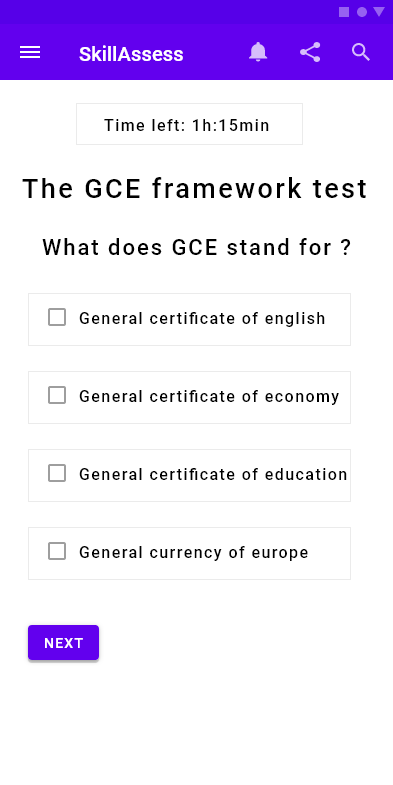 SkillAssess
Time left: 1h:15min
The GCE framework test
What does GCE stand for ?
General certificate of english
General certificate of economy
General certificate of education
General currency of europe
NEXT